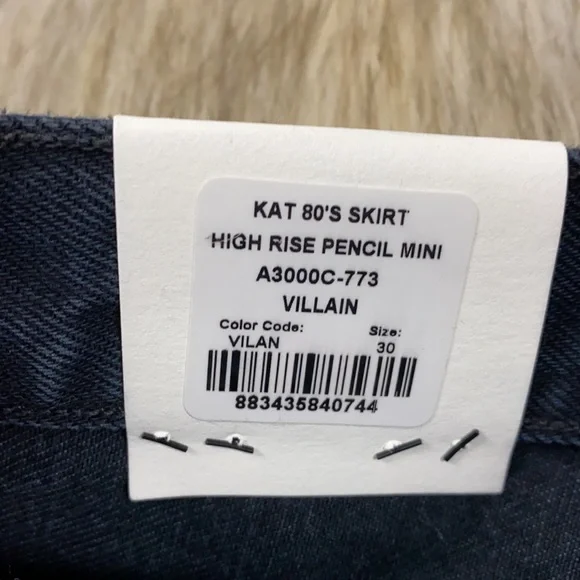 KAT 80'S SKIRT
HIGH RISE PENCIL MINI
A3000C-773
VILLAIN
Color Code: Size:
VILAN 30
883435840744